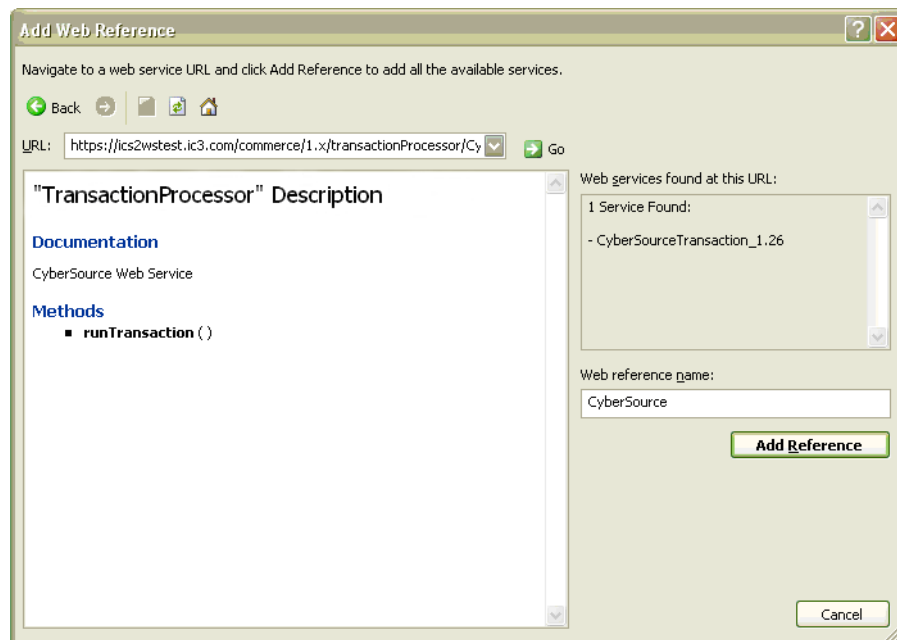 Add Web Reference
Navigate to a web service URL and click Add Reference to add all the available services.
Back
URL: https://ics2wstest.ic3.com/commerce/1.x/transactionProcessor/Cy Go
"TransactionProcessor" Description
Documentation
CyberSource Web Service
Methods
runTransaction ( )
Web services found at this URL:
1 Service Found:
- CyberSourceTransaction_1.26
Web reference name:
CyberSource
Add Reference
Cancel